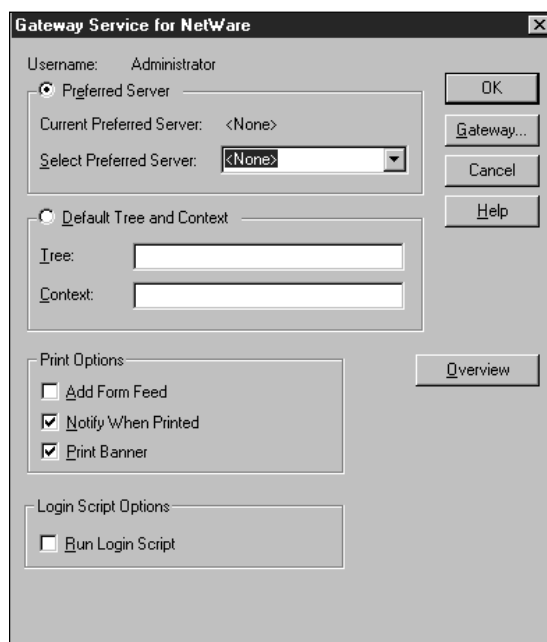 Gateway Service for NetWare
Username: Administrator
Preferred Server
Current Preferred Server: <None>
Select Preferred Server: <None>
OK
Gateway...
Cancel
Help
Default Tree and Context
Tree:
Context:
Print Options
Add Form Feed
Notify When Printed
Print Banner
Overview
Login Script Options
Run Login Script